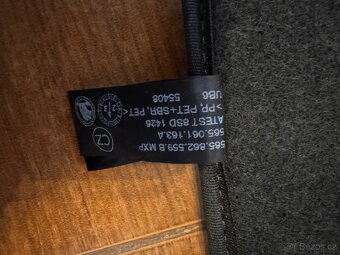 565.862.559.B MXP
565.061.163.A
ATEST 8SD 1426
>PP, PET+SBR, PET<
55408
UB6
CZ